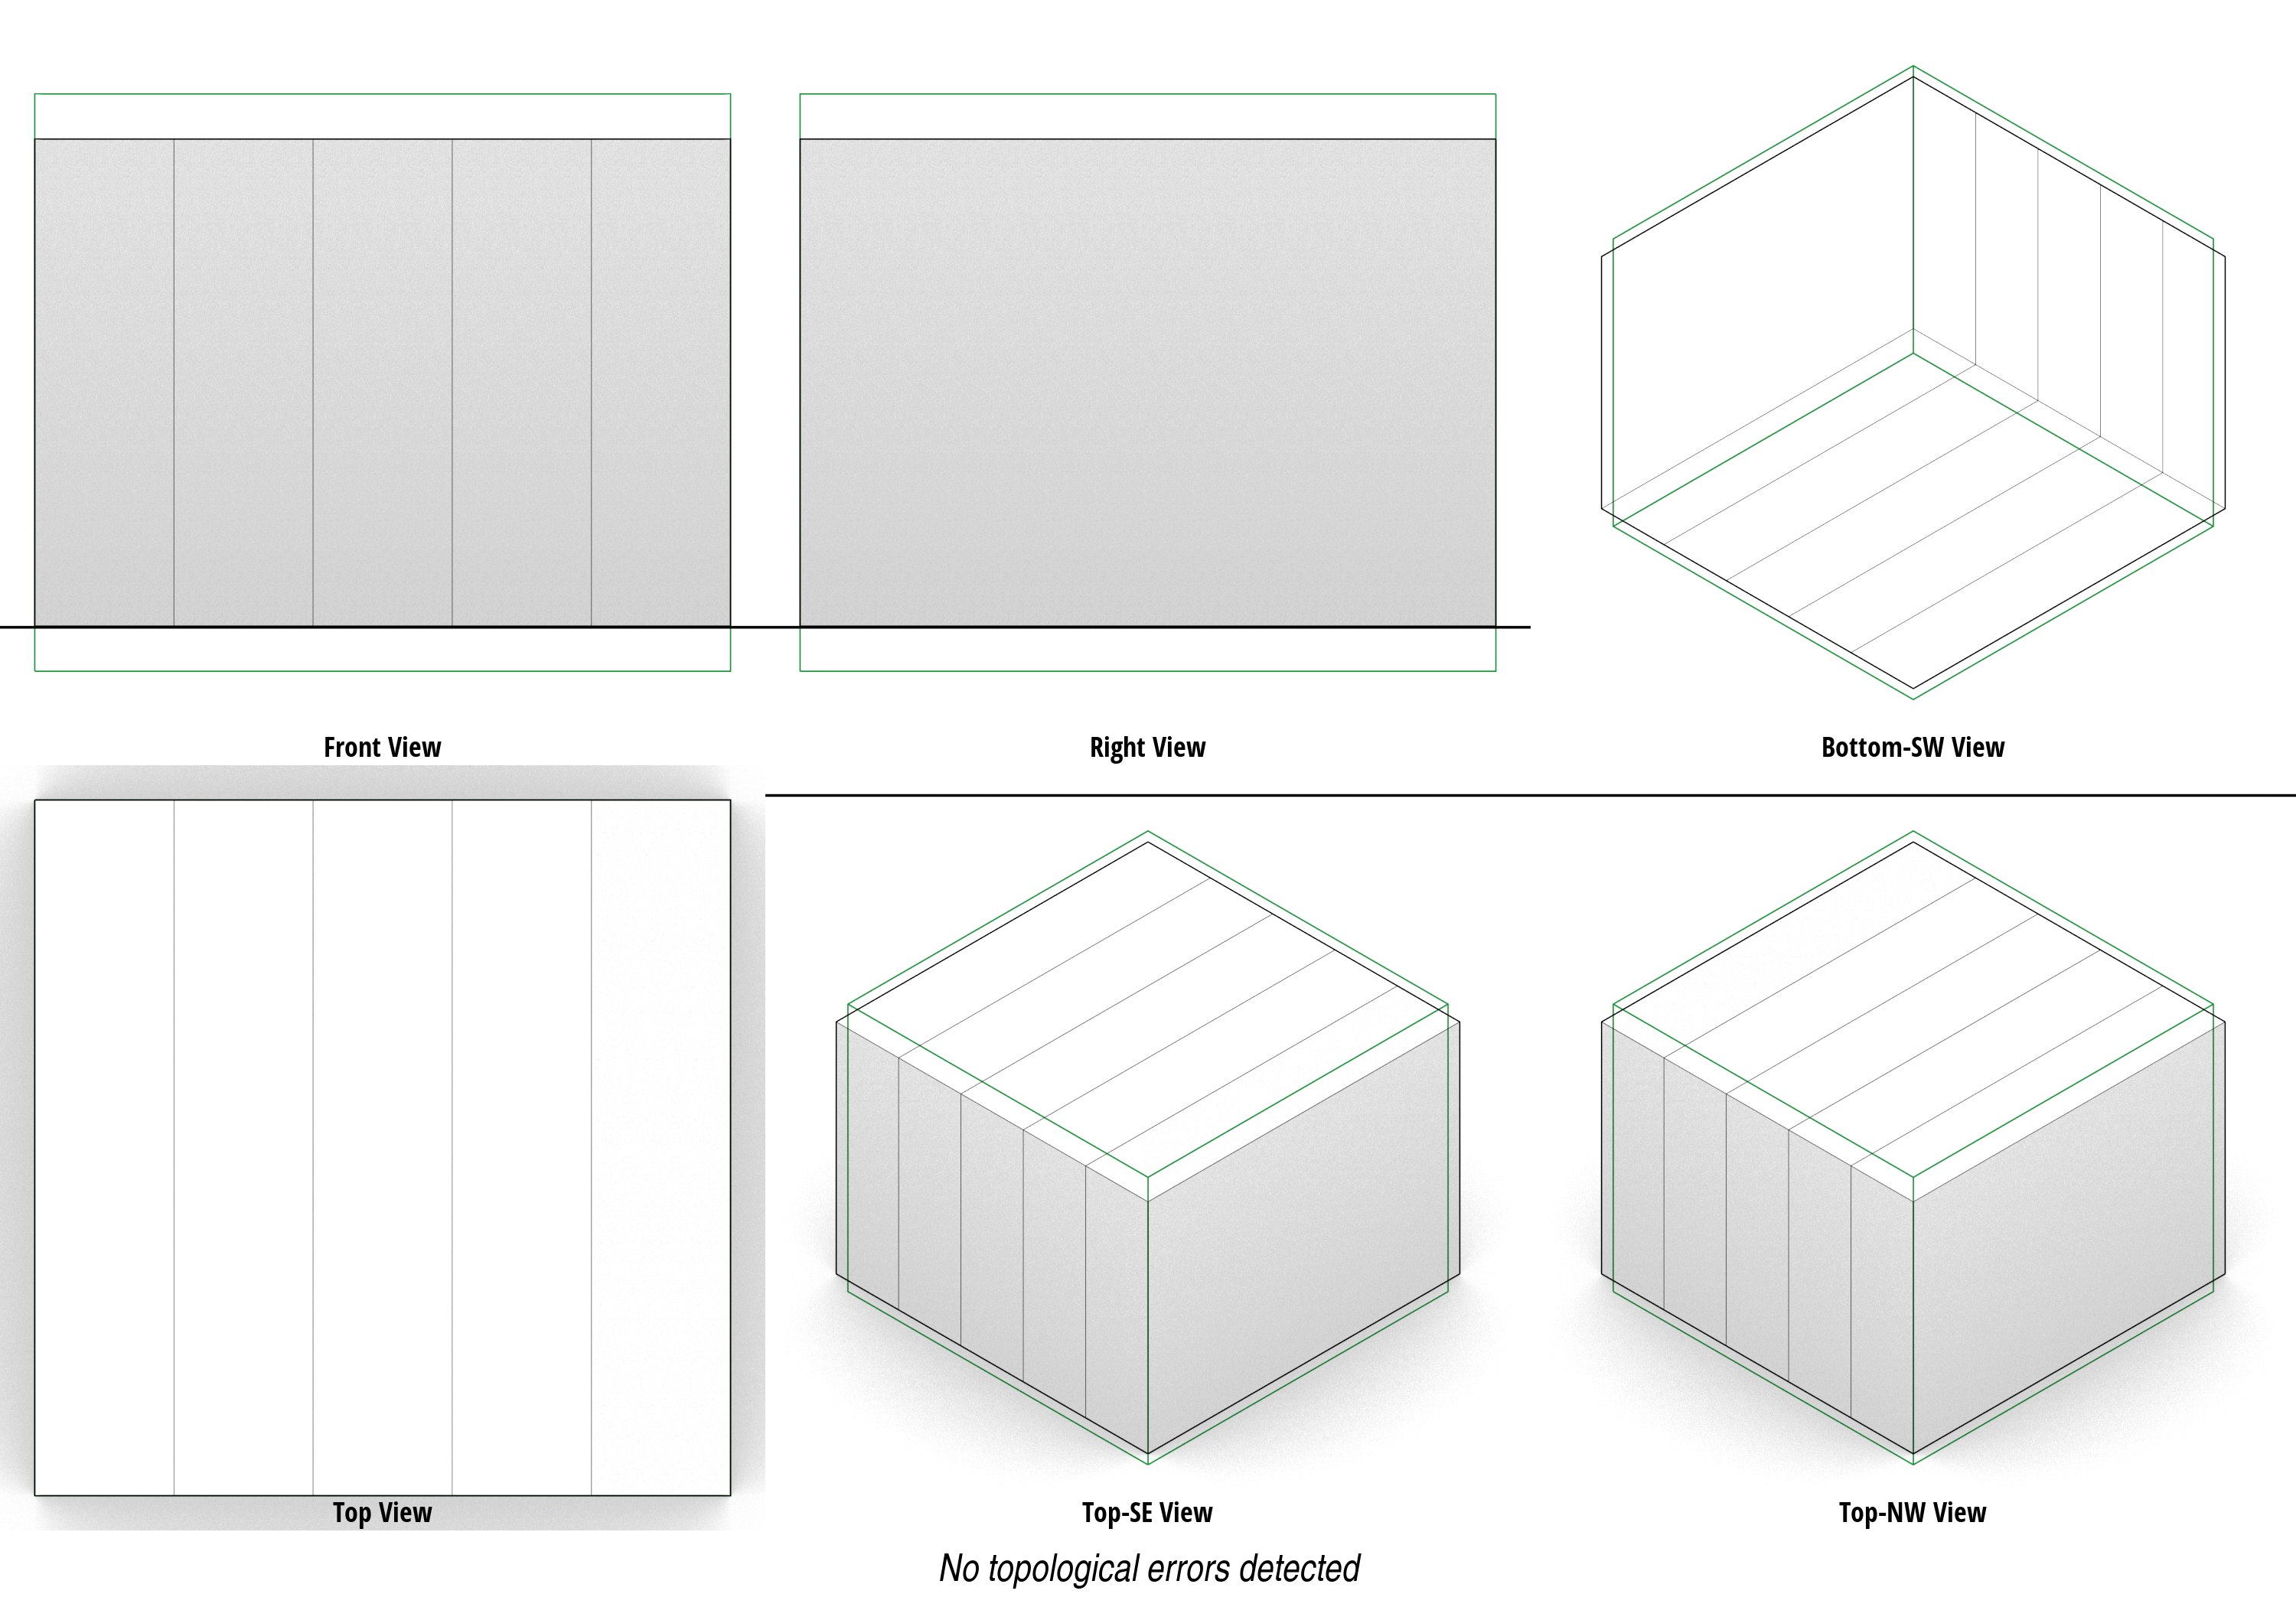 Front View
Right View
Bottom-SW View
Top View
Top-SE View
Top-NW View
No topological errors detected